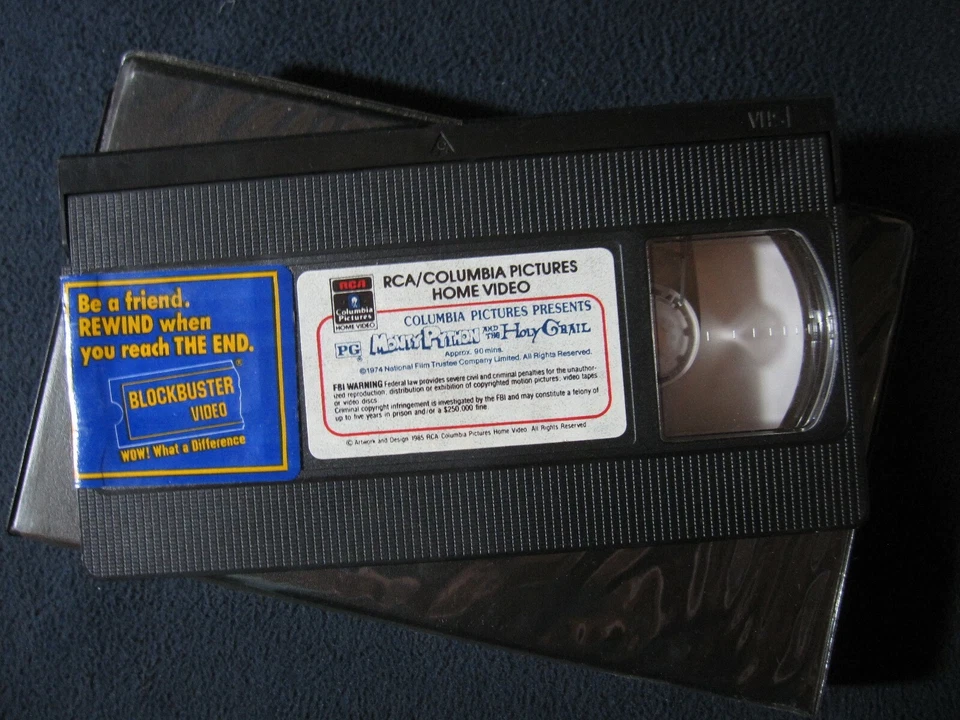 VHS
Be a friend.
REWIND when
you reach THE END.
BLOCKBUSTER®
VIDEO
WOW! What a Difference
RCA
Columbia
Pictures
HOME VIDEO
RCA/COLUMBIA PICTURES
HOME VIDEO
COLUMBIA PICTURES PRESENTS
PG® MONTY PYTHON AND THE HOLY GRAIL
Approx. 90 mins.
©1974 National Film Trustee Company Limited. All Rights Reserved.
FBI WARNING Federal law provides severe civil and criminal penalties for the unauthor-
ized reproduction, distribution or exhibition of copyrighted motion pictures, video tapes
or video discs.
Criminal copyright infringement is investigated by the FBI and may constitute a felony of
up to five years in prison and/or a $250,000 fine.
© Artwork and Design 1985 RCA Columbia Pictures Home Video. All Rights Reserved